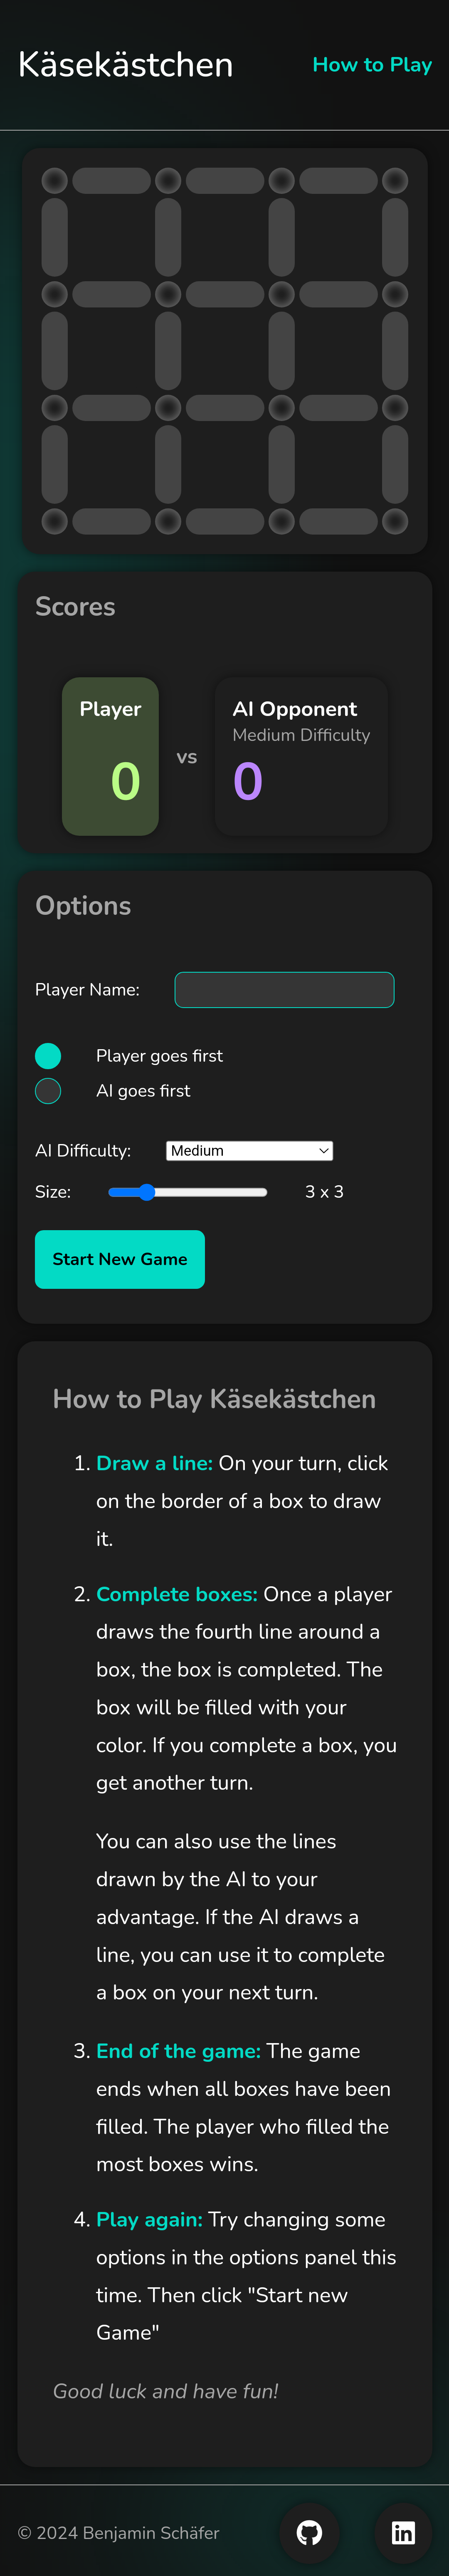 Käsekästchen
How to Play
Scores
Player
0
vs
AI Opponent
Medium Difficulty
0
Options
Player Name:
Player goes first
AI goes first
AI Difficulty: Medium
Size: 3 x 3
Start New Game
How to Play Käsekästchen
1. Draw a line: On your turn, click
on the border of a box to draw
it.
2. Complete boxes: Once a player
draws the fourth line around a
box, the box is completed. The
box will be filled with your
color. If you complete a box, you
get another turn.
You can also use the lines
drawn by the AI to your
advantage. If the AI draws a
line, you can use it to complete
a box on your next turn.
3. End of the game: The game
ends when all boxes have been
filled. The player who filled the
most boxes wins.
4. Play again: Try changing some
options in the options panel this
time. Then click "Start new
Game"
Good luck and have fun!
© 2024 Benjamin Schäfer
in